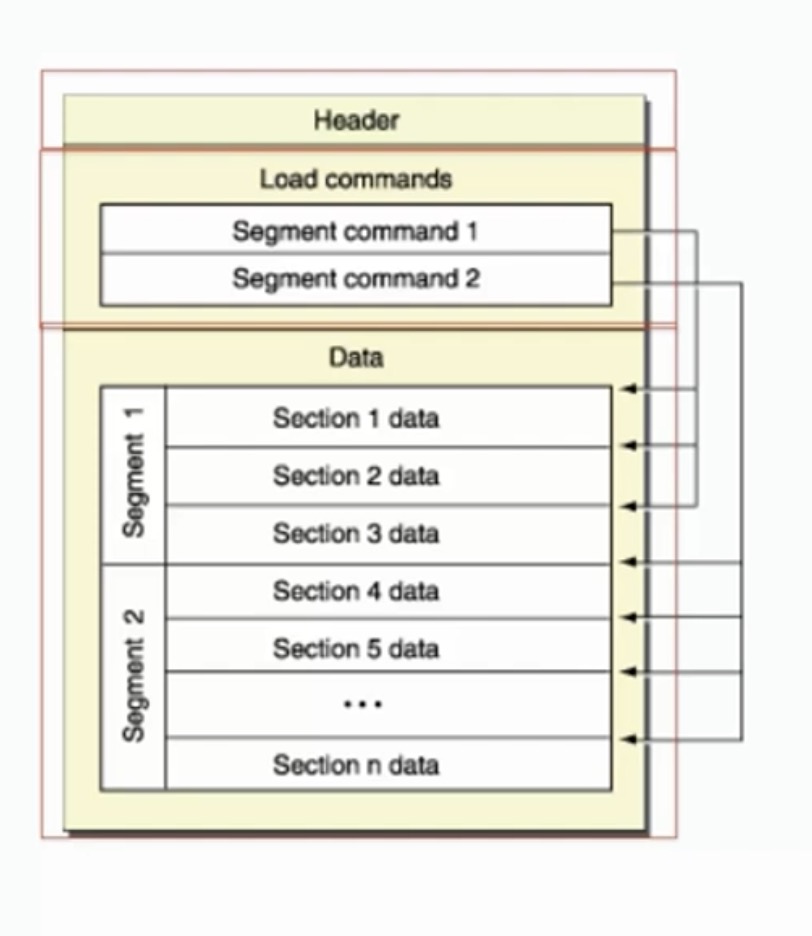 Header
Load commands
Segment command 1
Segment command 2
Data
Segment 1
Section 1 data
Section 2 data
Section 3 data
Segment 2
Section 4 data
Section 5 data
...
Section n data